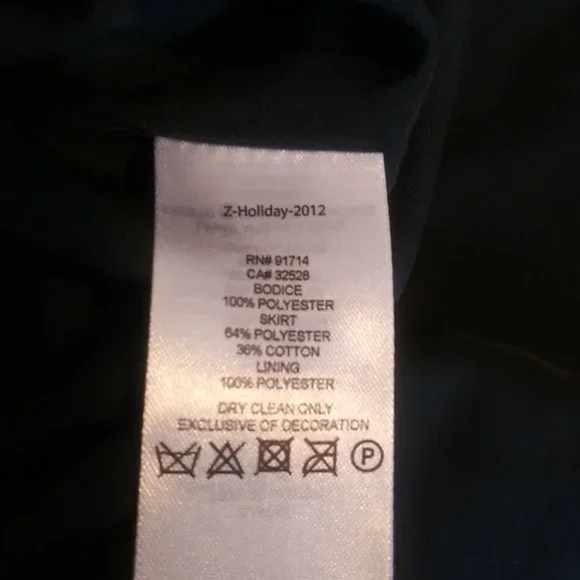 Z-Holiday-2012
RN# 91714
CA# 32528
BODICE
100% POLYESTER
SKIRT
64% POLYESTER
36% COTTON
LINING
100% POLYESTER
DRY CLEAN ONLY
EXCLUSIVE OF DECORATION
P